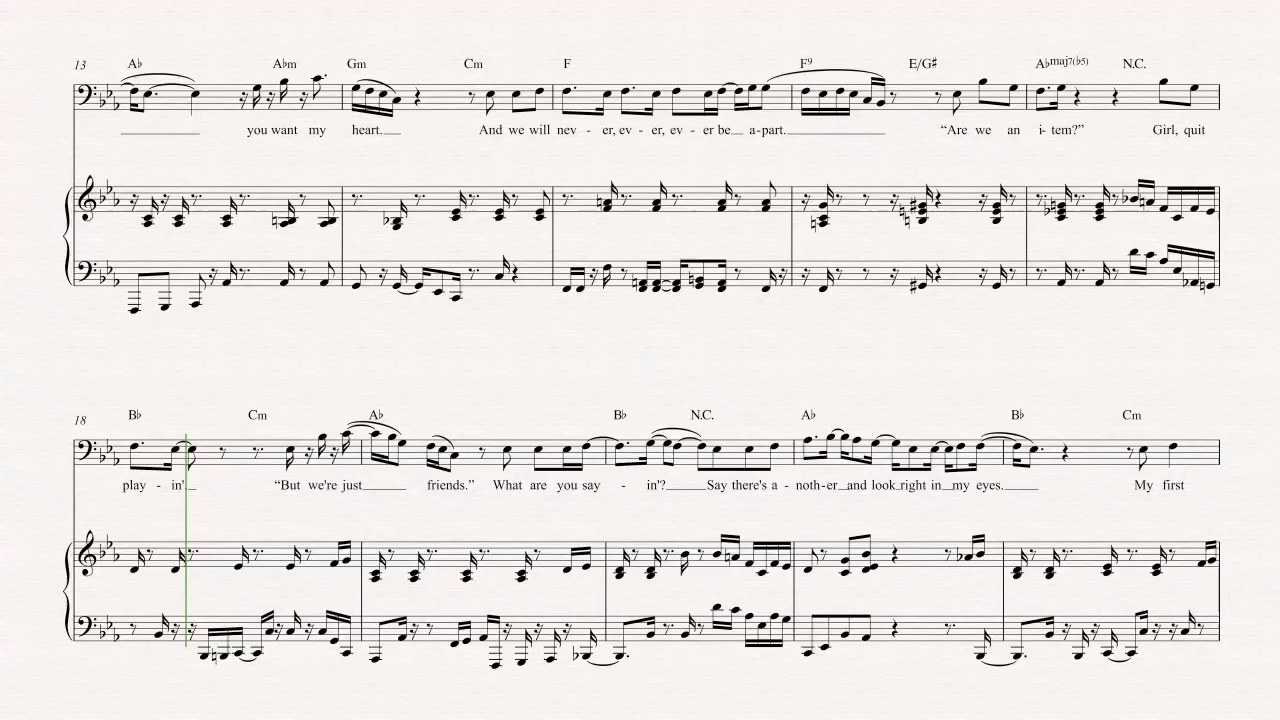 13 A♭ A♭m Gm Cm F F9 E/G♯ A♭maj7(♭5) N.C.
you want my heart. And we will nev - er, ev - er, ev - er be a-part. “Are we an i- tem?” Girl, quit
18 B♭ Cm A♭ B♭ N.C. A♭ B♭ Cm
play - in'. “But we're just friends.” What are you say - in'? Say there's a - noth-er and look right in my eyes. My first